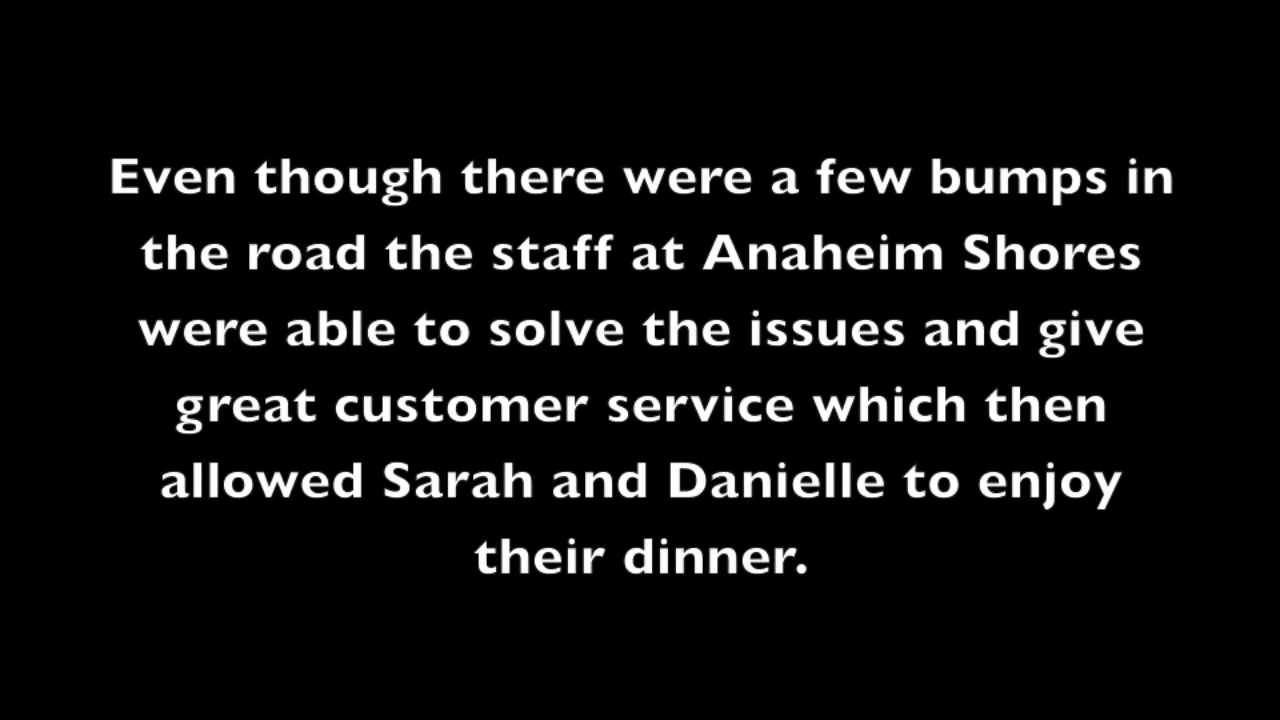 Even though there were a few bumps in
the road the staff at Anaheim Shores
were able to solve the issues and give
great customer service which then
allowed Sarah and Danielle to enjoy
their dinner.